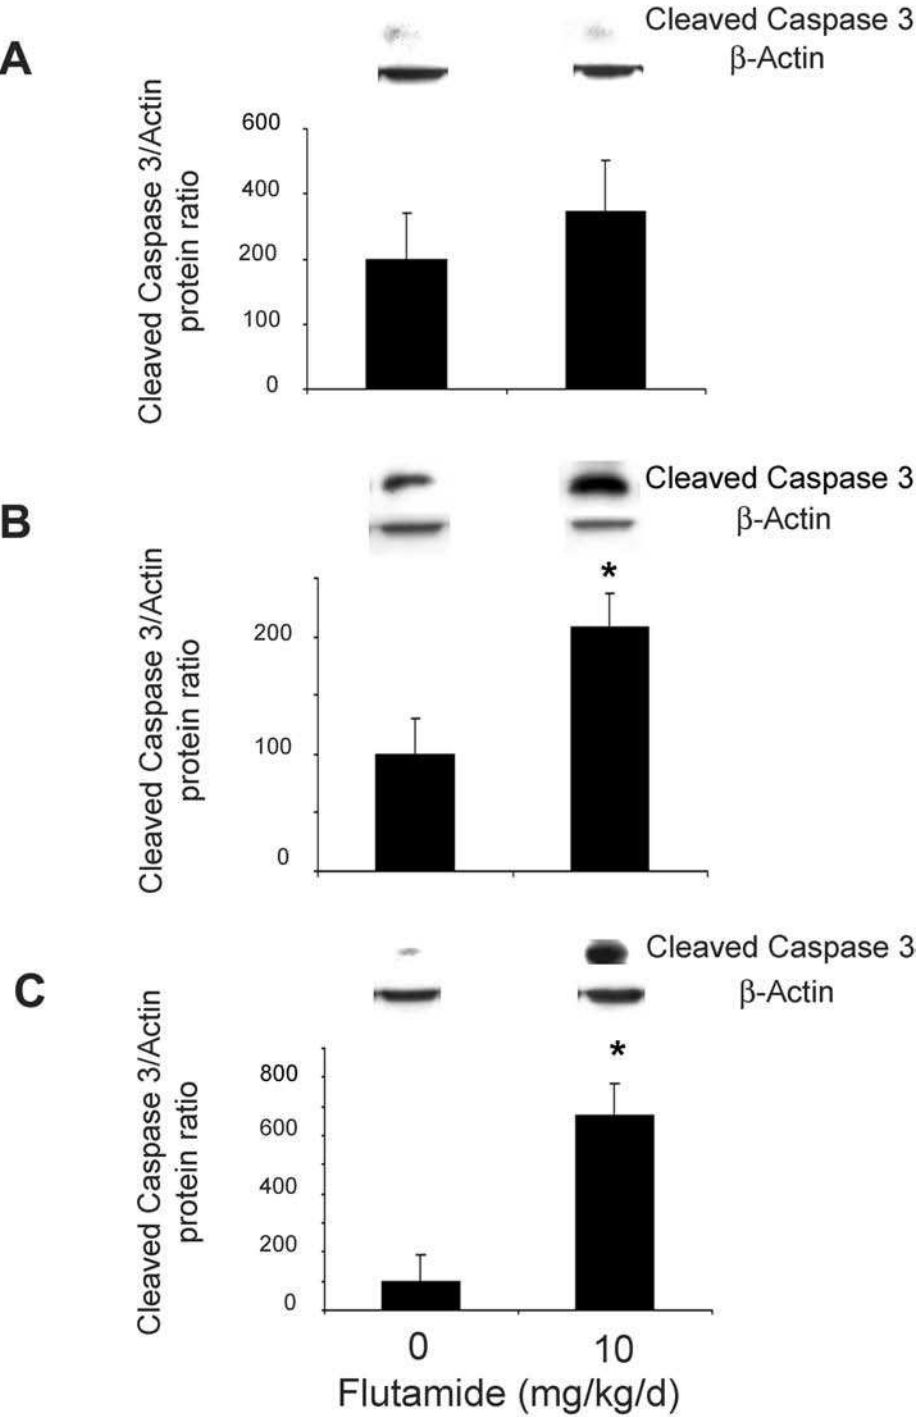 Cleaved Caspase 3
A
β-Actin
Cleaved Caspase 3/Actin
protein ratio
600
400
200
100
0
Cleaved Caspase 3
B
β-Actin
*
Cleaved Caspase 3/Actin
protein ratio
200
100
0
Cleaved Caspase 3
C
β-Actin
*
Cleaved Caspase 3/Actin
protein ratio
800
600
400
200
0
0 10
Flutamide (mg/kg/d)